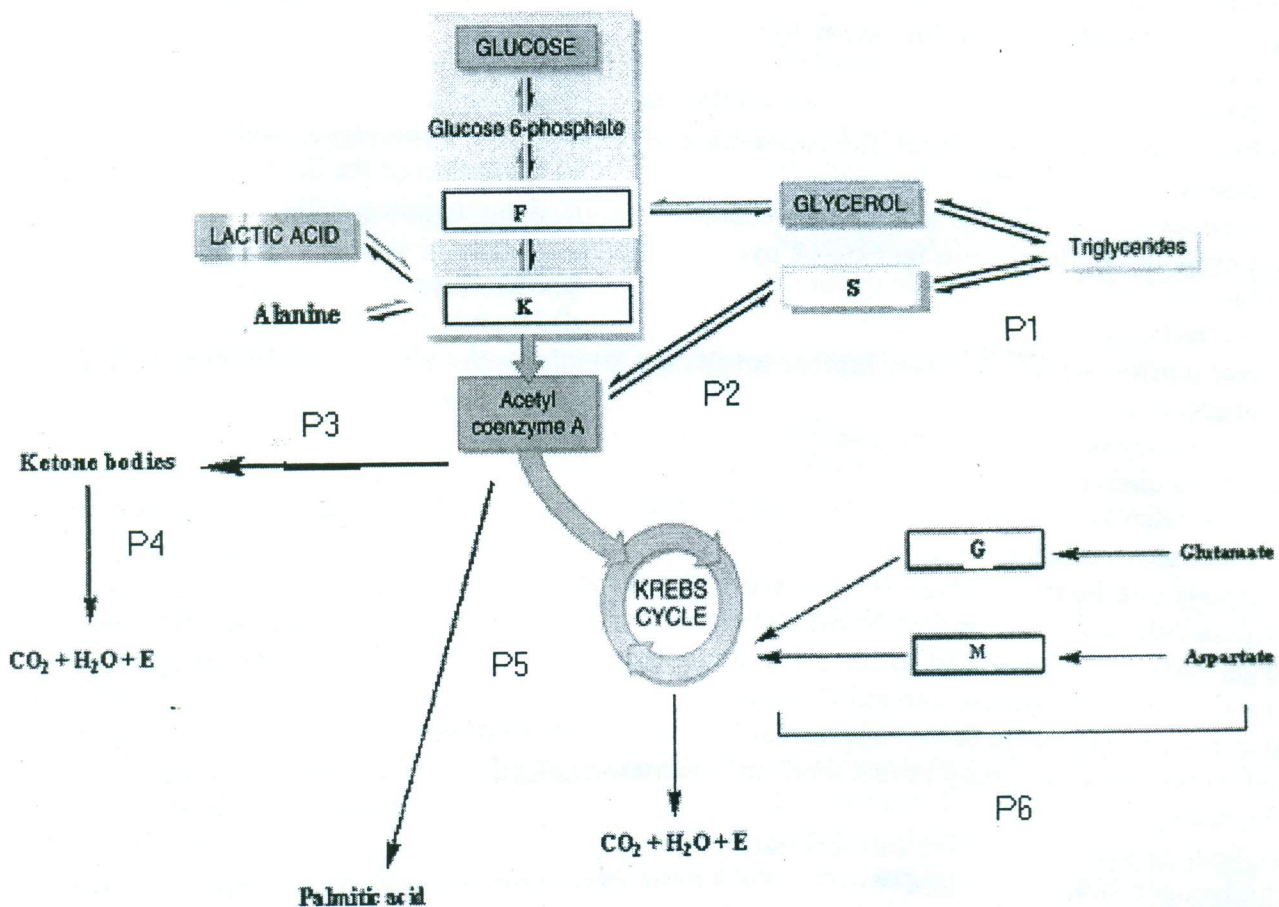 GLUCOSE
Glucose 6-phosphate
F
GLYCEROL
LACTIC ACID
Triglycerides
S
K
Alanine
P1
P2
Acetyl
coenzyme A
P3
Ketone bodies
P4
G
Glutamate
KREBS
CYCLE
M
Aspartate
CO₂ + H₂O + E
P5
P6
CO₂ + H₂O + E
Palmitic acid